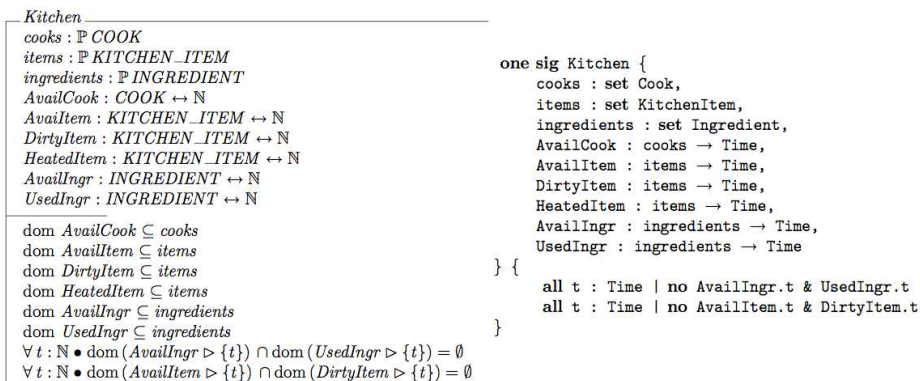 Kitchen
cooks : ℙ COOK
items : ℙ KITCHEN_ITEM
ingredients : ℙ INGREDIENT
AvailCook : COOK ↔ ℕ
AvaiItem : KITCHEN_ITEM ↔ ℕ
DirtyItem : KITCHEN_ITEM ↔ ℕ
HeatedItem : KITCHEN_ITEM ↔ ℕ
AvailIngr : INGREDIENT ↔ ℕ
UsedIngr : INGREDIENT ↔ ℕ
dom AvailCook ⊆ cooks
dom AvailItem ⊆ items
dom DirtyItem ⊆ items
dom HeatedItem ⊆ items
dom AvailIngr ⊆ ingredients
dom UsedIngr ⊆ ingredients
∀ t : ℕ • dom (AvailIngr ▷ {t}) ∩ dom (UsedIngr ▷ {t}) = ∅
∀ t : ℕ • dom (AvailItem ▷ {t}) ∩ dom (DirtyItem ▷ {t}) = ∅
one sig Kitchen {
cooks : set Cook,
items : set KitchenItem,
ingredients : set Ingredient,
AvailCook : cooks → Time,
AvailItem : items → Time,
DirtyItem : items → Time,
HeatedItem : items → Time,
AvailIngr : ingredients → Time,
UsedIngr : ingredients → Time
} {
all t : Time | no AvailIngr.t & UsedIngr.t
all t : Time | no AvailItem.t & DirtyItem.t
}